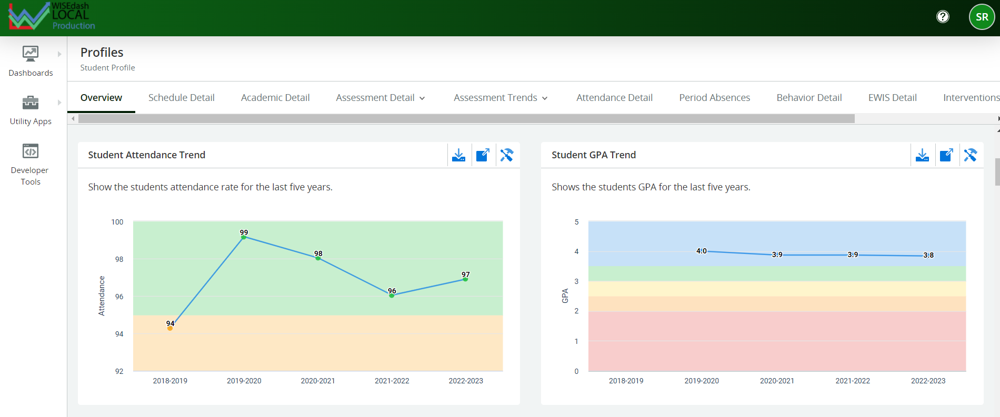 WISEdash
LOCAL
Production
?
SR
Dashboards
Utility Apps
Developer
Tools
Profiles
Student Profile
Overview
Schedule Detail
Academic Detail
Assessment Detail
Assessment Trends
Attendance Detail
Period Absences
Behavior Detail
EWIS Detail
Interventions
Student Attendance Trend
Show the students attendance rate for the last five years.
Attendance
100
98
96
94
92
94
99
98
96
97
2018-2019
2019-2020
2020-2021
2021-2022
2022-2023
Student GPA Trend
Shows the students GPA for the last five years.
GPA
5
4
3
2
1
0
4.0
3.9
3.9
3.8
2018-2019
2019-2020
2020-2021
2021-2022
2022-2023